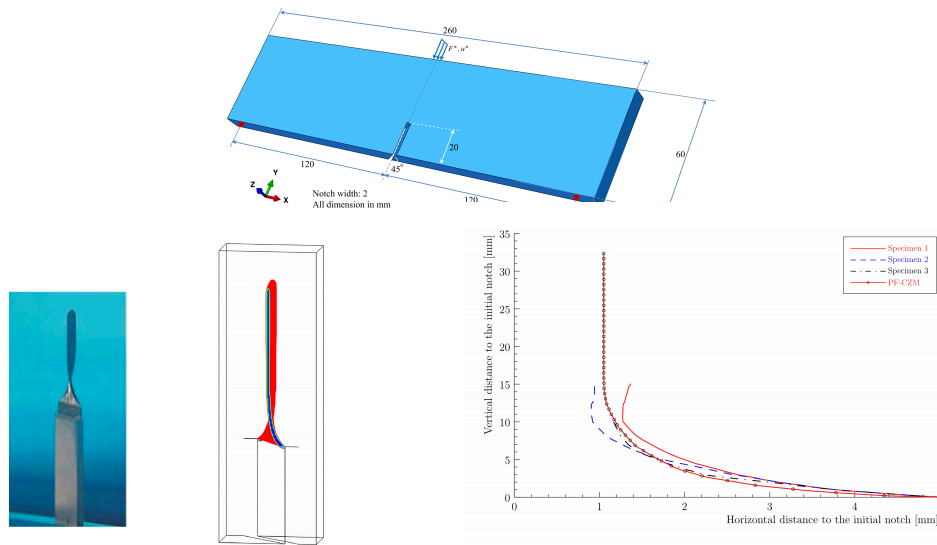 260
F*, u*
60
20
120
45°
120
Y
Z
X
Notch width: 2
All dimension in mm
35
30
25
20
15
10
5
0
0
1
2
3
4
Vertical distance to the initial notch [mm]
Horizontal distance to the initial notch [mm]
Specimen 1
Specimen 2
Specimen 3
PF-CZM